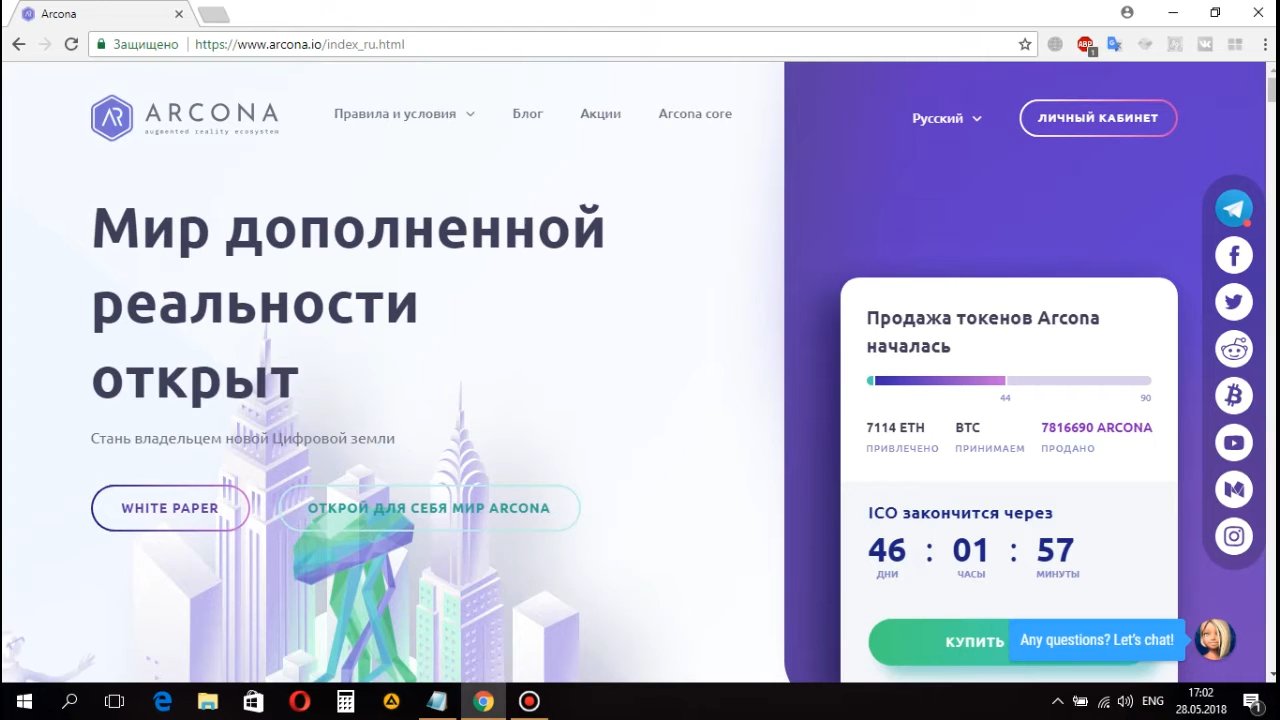 Arcona
Защищено
https://www.arcona.io/index_ru.html
ABP
1
ARCONA
augmented reality ecosystem
Правила и условия
Блог
Акции
Arcona core
Русский
ЛИЧНЫЙ КАБИНЕТ
Мир дополненной
реальности
открыт
Стань владельцем новой Цифровой земли
WHITE PAPER
ОТКРОЙ ДЛЯ СЕБЯ МИР ARCONA
Продажа токенов Arcona
началась
44
90
7114 ETH
BTC
7816690 ARCONA
ПРИВЛЕЧЕНО
ПРИНИМАЕМ
ПРОДАНО
ICO закончится через
46 : 01 : 57
ДНИ
ЧАСЫ
МИНУТЫ
КУПИТЬ
Any questions? Let's chat!
ENG
17:02
28.05.2018
1